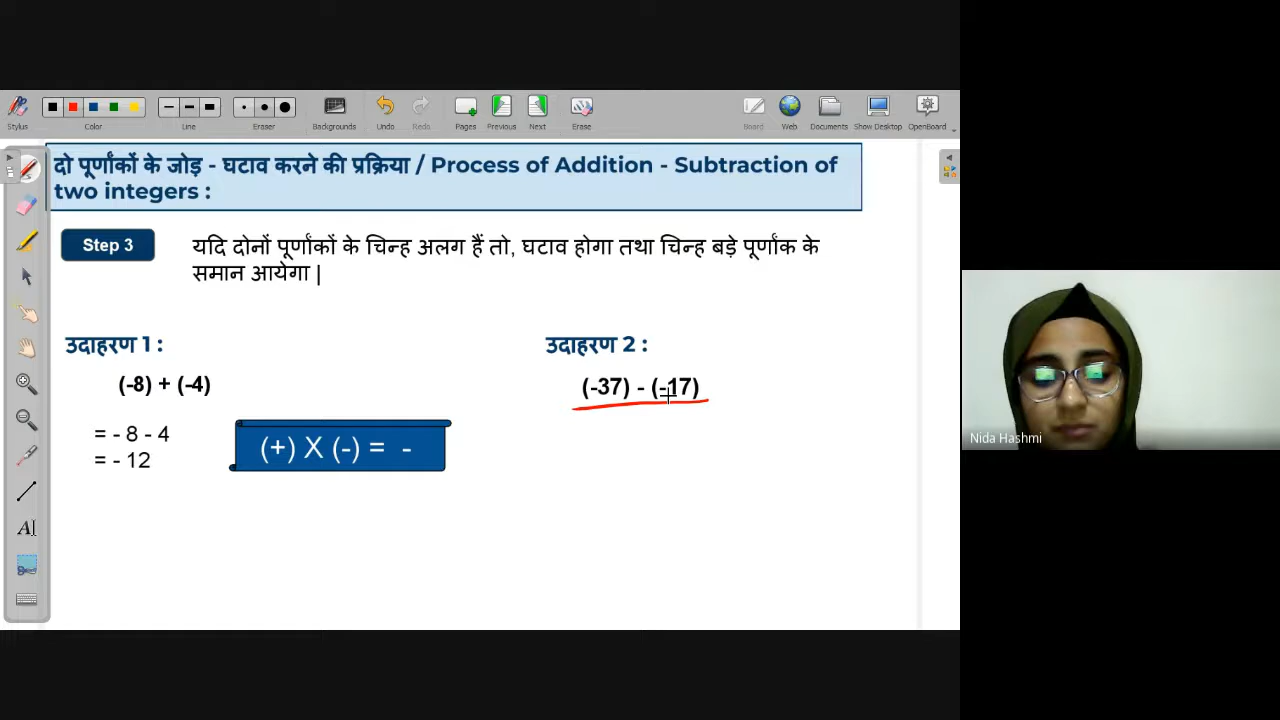 Stylus
Color
Line
Eraser
Backgrounds
Undo
Redo
Pages
Previous
Next
Erase
Board
Web
Documents
Show Desktop
OpenBoard
दो पूर्णांकों के जोड़ - घटाव करने की प्रक्रिया / Process of Addition - Subtraction of
two integers :
Step 3
यदि दोनों पूर्णांकों के चिन्ह अलग हैं तो, घटाव होगा तथा चिन्ह बड़े पूर्णांक के
समान आयेगा |
उदाहरण 1 :
(-8) + (-4)
= - 8 - 4
= - 12
(+) X (-) = -
उदाहरण 2 :
(-37) - (-17)
Nida Hashmi